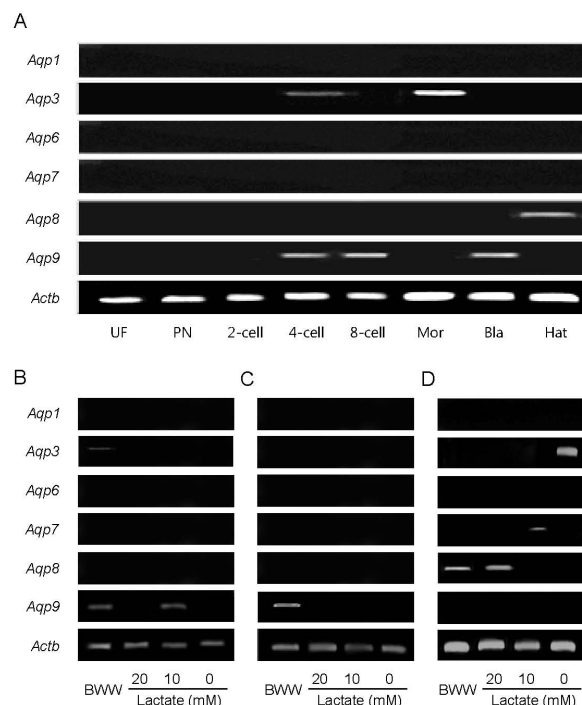 A
Aqp1
Aqp3
Aqp6
Aqp7
Aqp8
Aqp9
Actb
UF PN 2-cell 4-cell 8-cell Mor Bla Hat
B C D
Aqp1
Aqp3
Aqp6
Aqp7
Aqp8
Aqp9
Actb
BWW 20 10 0 BWW 20 10 0 BWW 20 10 0
Lactate (mM) Lactate (mM) Lactate (mM)